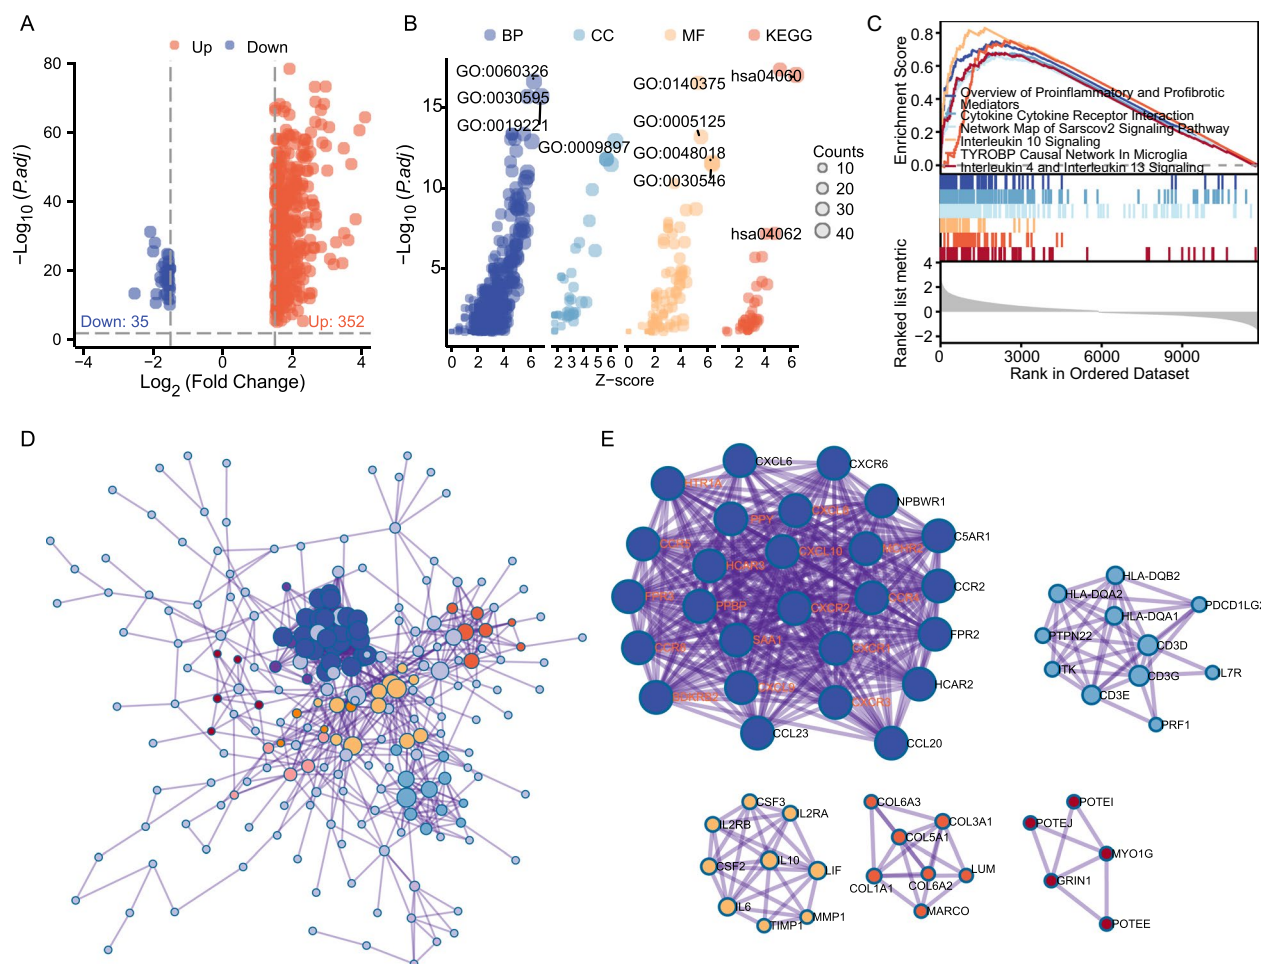 A
Up Down
80
60
40
20
0
−Log10 (P.adj)
Down: 35
Up: 352
−4 −2 0 2 4
Log2 (Fold Change)
B
BP CC MF KEGG
GO:0060326
GO:0030595
GO:0019221
GO:0009897
GO:0140375
GO:0005125
GO:0048018
GO:0030546
hsa04060
hsa04062
15
10
5
−Log10 (P.adj)
0 2 4 6 2 3 4 5 6 0 2 4 6 2 4 6
Z−score
Counts
10
20
30
40
C
Enrichment Score
0.8
0.6
0.4
0.2
0.0
Overview of Proinflammatory and Profibrotic
Mediators
Cytokine Cytokine Receptor Interaction
Network Map of Sarscov2 Signaling Pathway
Interleukin 10 Signaling
TYROBP Causal Network In Microglia
Interleukin 4 and Interleukin 13 Signaling
Ranked list metric
4
2
0
−2
0 3000 6000 9000
Rank in Ordered Dataset
D
E
CXCL6
CXCR6
NPBWR1
C5AR1
CXCL10
CCR2
PPBP
CXCR2
FPR2
SAA1
HCAR2
CXCR3
CCL23
CCL20
HLA-DQB2
HLA-DQA2
PDCD1LG2
HLA-DQA1
PTPN22
CD3D
ITK
CD3G
IL7R
CD3E
PRF1
CSF3
IL2RA
IL2RB
CSF2
IL10
LIF
IL6
MMP1
TIMP1
COL6A3
COL3A1
COL5A1
COL1A1
COL6A2
LUM
MARCO
POTEI
POTEJ
MYO1G
GRIN1
POTEE